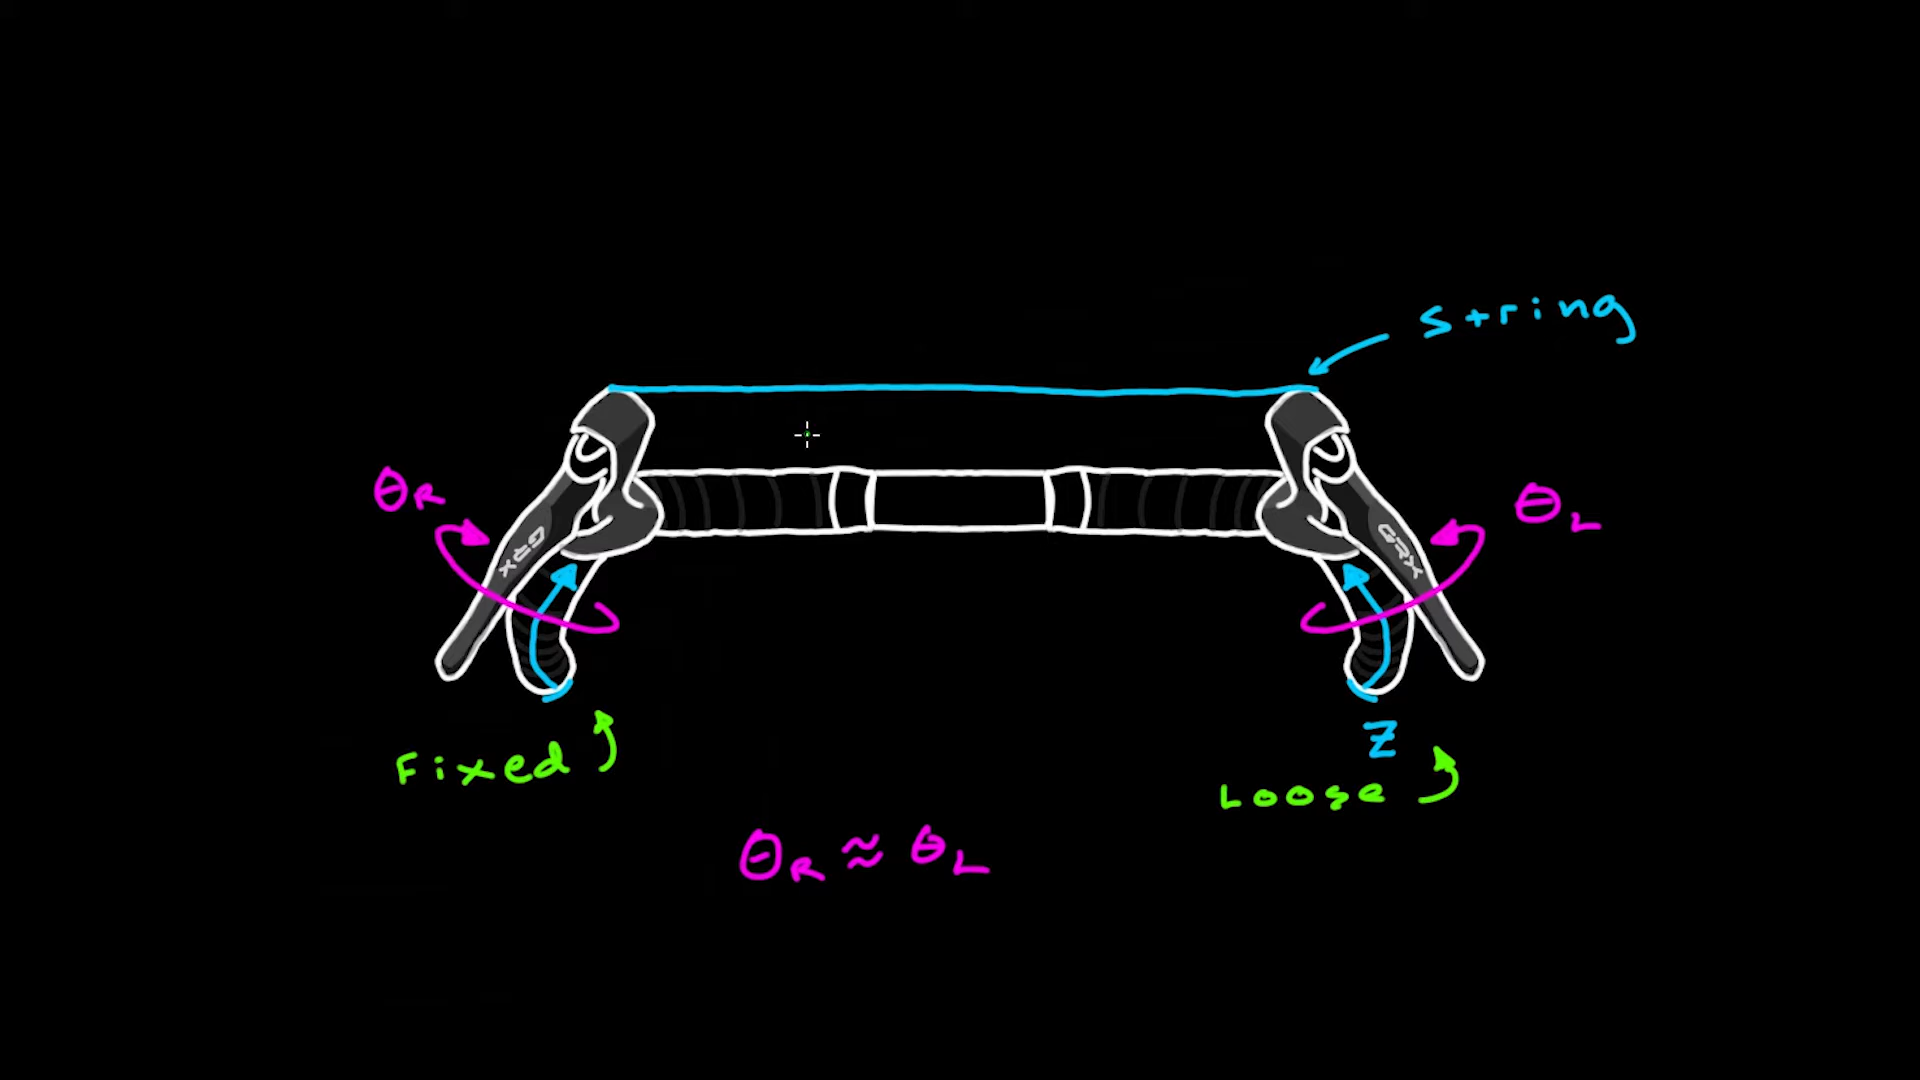 String
θR
θL
GRX
GRX
Z
Fixed
Loose
θR ≈ θL